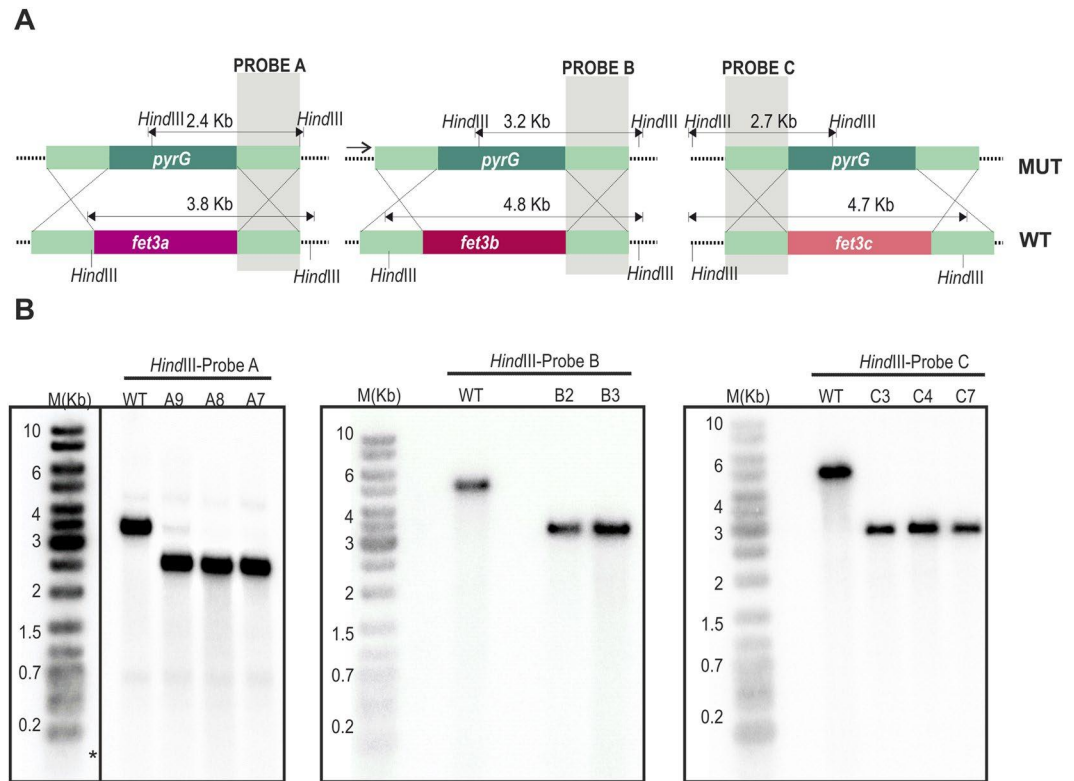 A
PROBE A PROBE B PROBE C
HindIII 2.4 Kb HindIII HindIII 3.2 Kb HindIII HindIII 2.7 Kb HindIII
pyrG pyrG pyrG MUT
3.8 Kb 4.8 Kb 4.7 Kb
fet3a fet3b fet3c WT
HindIII HindIII HindIII HindIII HindIII HindIII
B
HindIII-Probe A
M(Kb) WT A9 A8 A7
10
6
4
3
2
1.5
0.7
0.2
*
HindIII-Probe B
M(Kb) WT B2 B3
10
6
4
3
2
1.5
0.7
0.2
HindIII-Probe C
M(Kb) WT C3 C4 C7
10
6
4
3
2
1.5
0.7
0.2